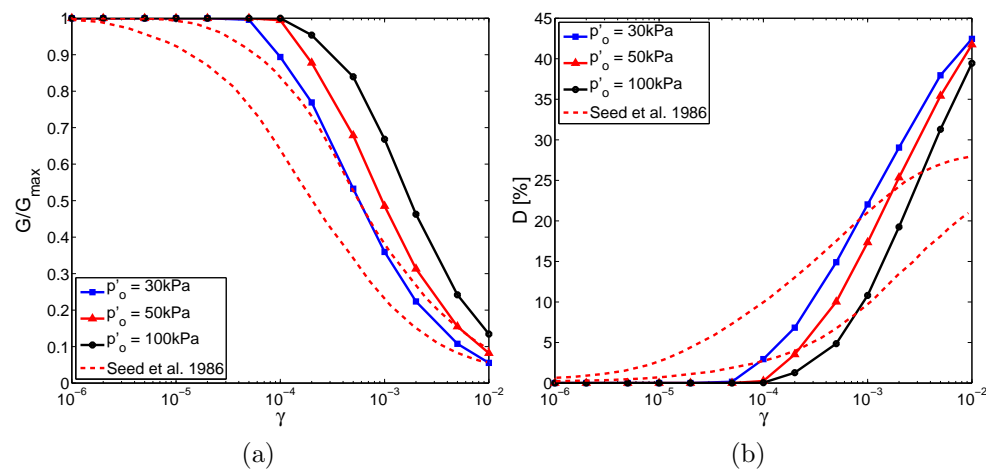 1
0.9
0.8
0.7
0.6
0.5
0.4
0.3
0.2
0.1
0
G/G_max
p'_o = 30kPa
p'_o = 50kPa
p'_o = 100kPa
Seed et al. 1986
10^-6 10^-5 10^-4 10^-3 10^-2
γ
(a)
45
40
35
30
25
20
15
10
5
0
D [%]
p'_o = 30kPa
p'_o = 50kPa
p'_o = 100kPa
Seed et al. 1986
10^-6 10^-5 10^-4 10^-3 10^-2
γ
(b)